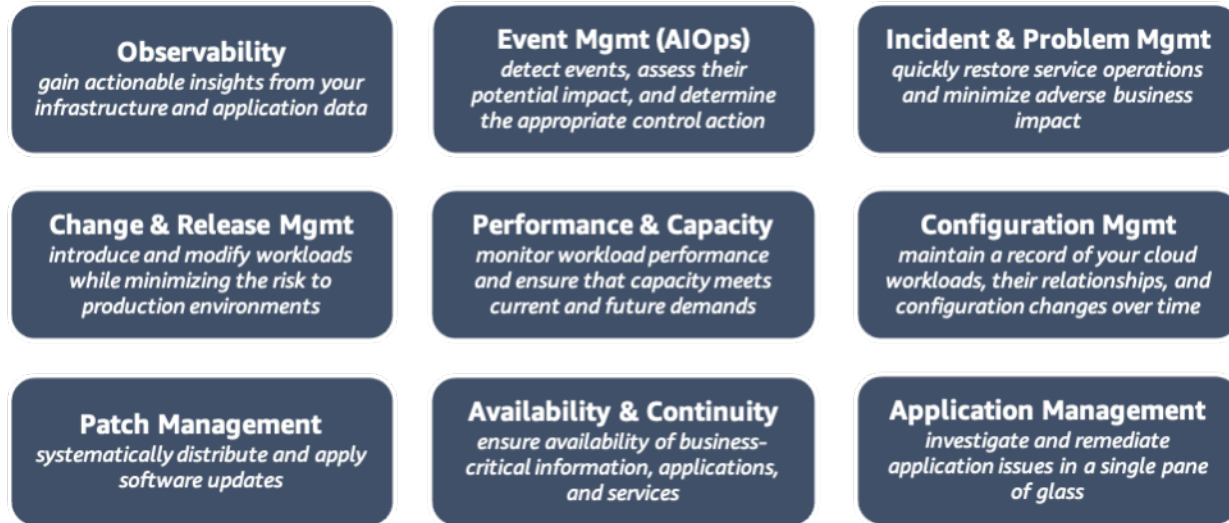 Observability
gain actionable insights from your
infrastructure and application data
Event Mgmt (AIOps)
detect events, assess their
potential impact, and determine
the appropriate control action
Incident & Problem Mgmt
quickly restore service operations
and minimize adverse business
impact
Change & Release Mgmt
introduce and modify workloads
while minimizing the risk to
production environments
Performance & Capacity
monitor workload performance
and ensure that capacity meets
current and future demands
Configuration Mgmt
maintain a record of your cloud
workloads, their relationships, and
configuration changes over time
Patch Management
systematically distribute and apply
software updates
Availability & Continuity
ensure availability of business-
critical information, applications,
and services
Application Management
investigate and remediate
application issues in a single pane
of glass